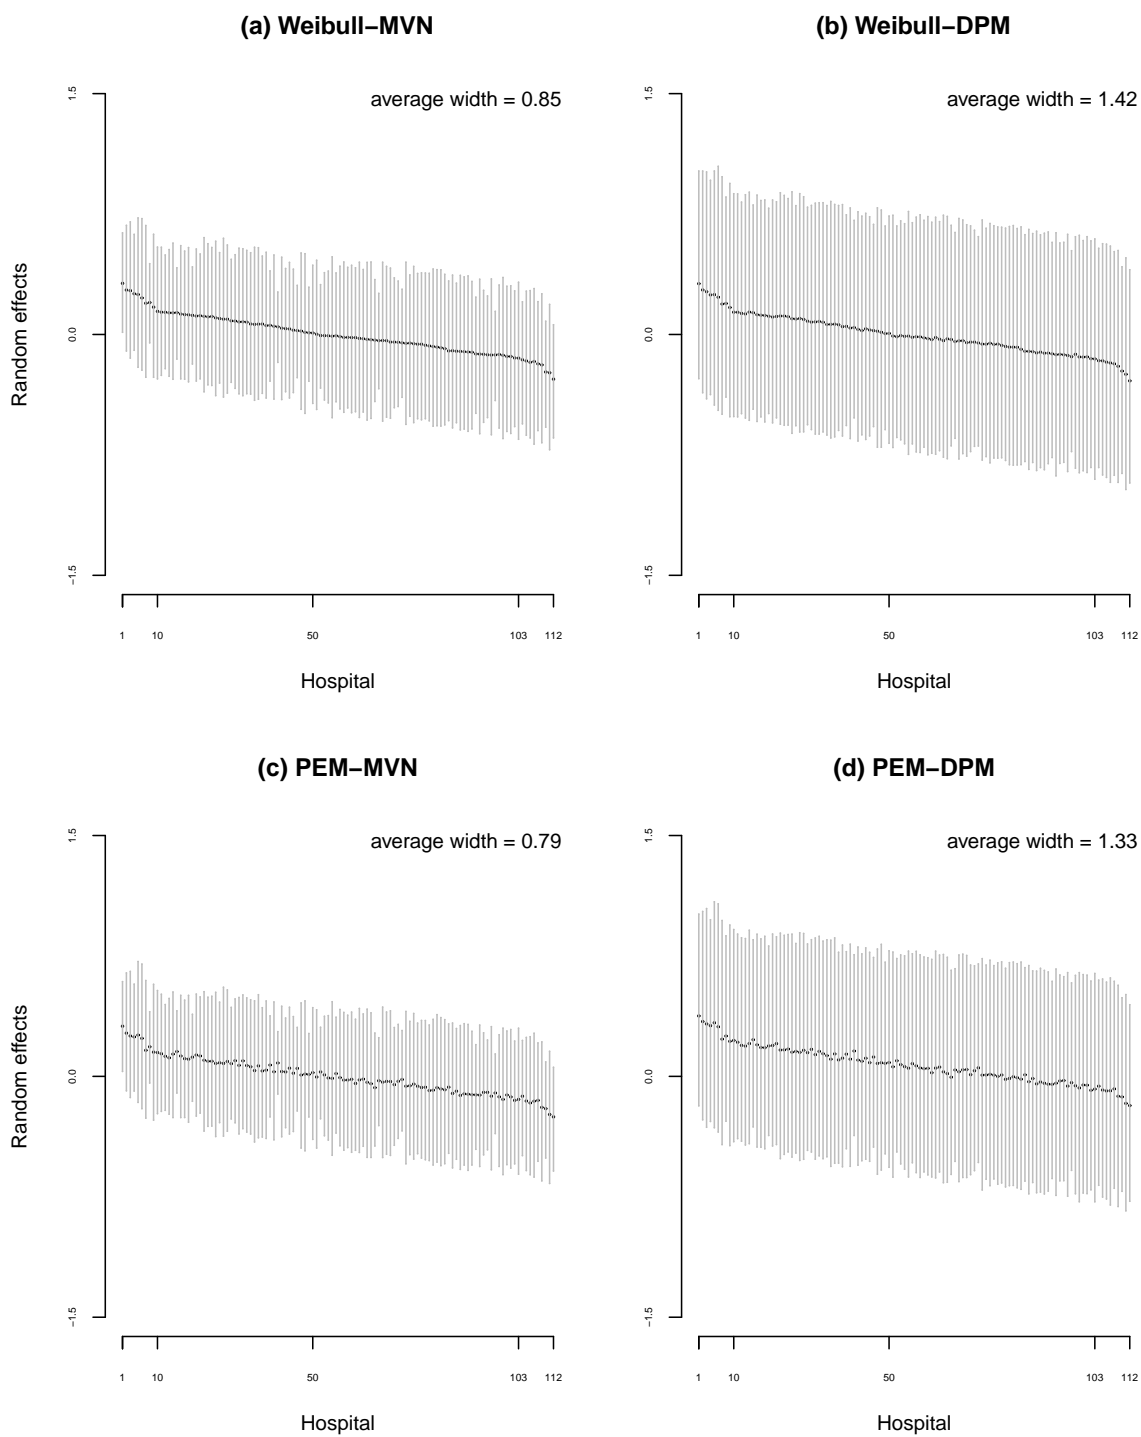 (a) Weibull−MVN
average width = 0.85
1.5
0.0
−1.5
Random effects
1 10 50 103 112
Hospital
(b) Weibull−DPM
average width = 1.42
1.5
0.0
−1.5
1 10 50 103 112
Hospital
(c) PEM−MVN
average width = 0.79
1.5
0.0
−1.5
Random effects
1 10 50 103 112
Hospital
(d) PEM−DPM
average width = 1.33
1.5
0.0
−1.5
1 10 50 103 112
Hospital